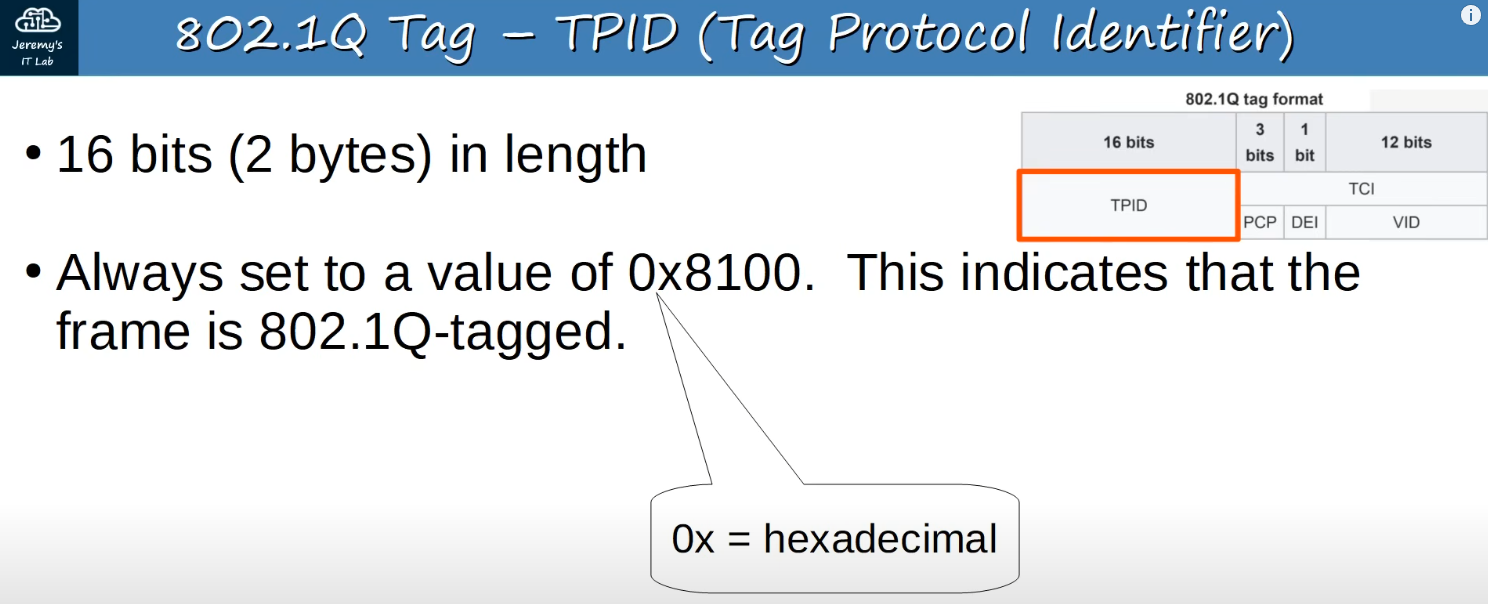 Jeremy's
IT Lab
802.1Q Tag – TPID (Tag Protocol Identifier)
i
802.1Q tag format
16 bits
3
bits
1
bit
12 bits
TPID
TCI
PCP
DEI
VID
• 16 bits (2 bytes) in length
• Always set to a value of 0x8100.  This indicates that the
frame is 802.1Q-tagged.
0x = hexadecimal